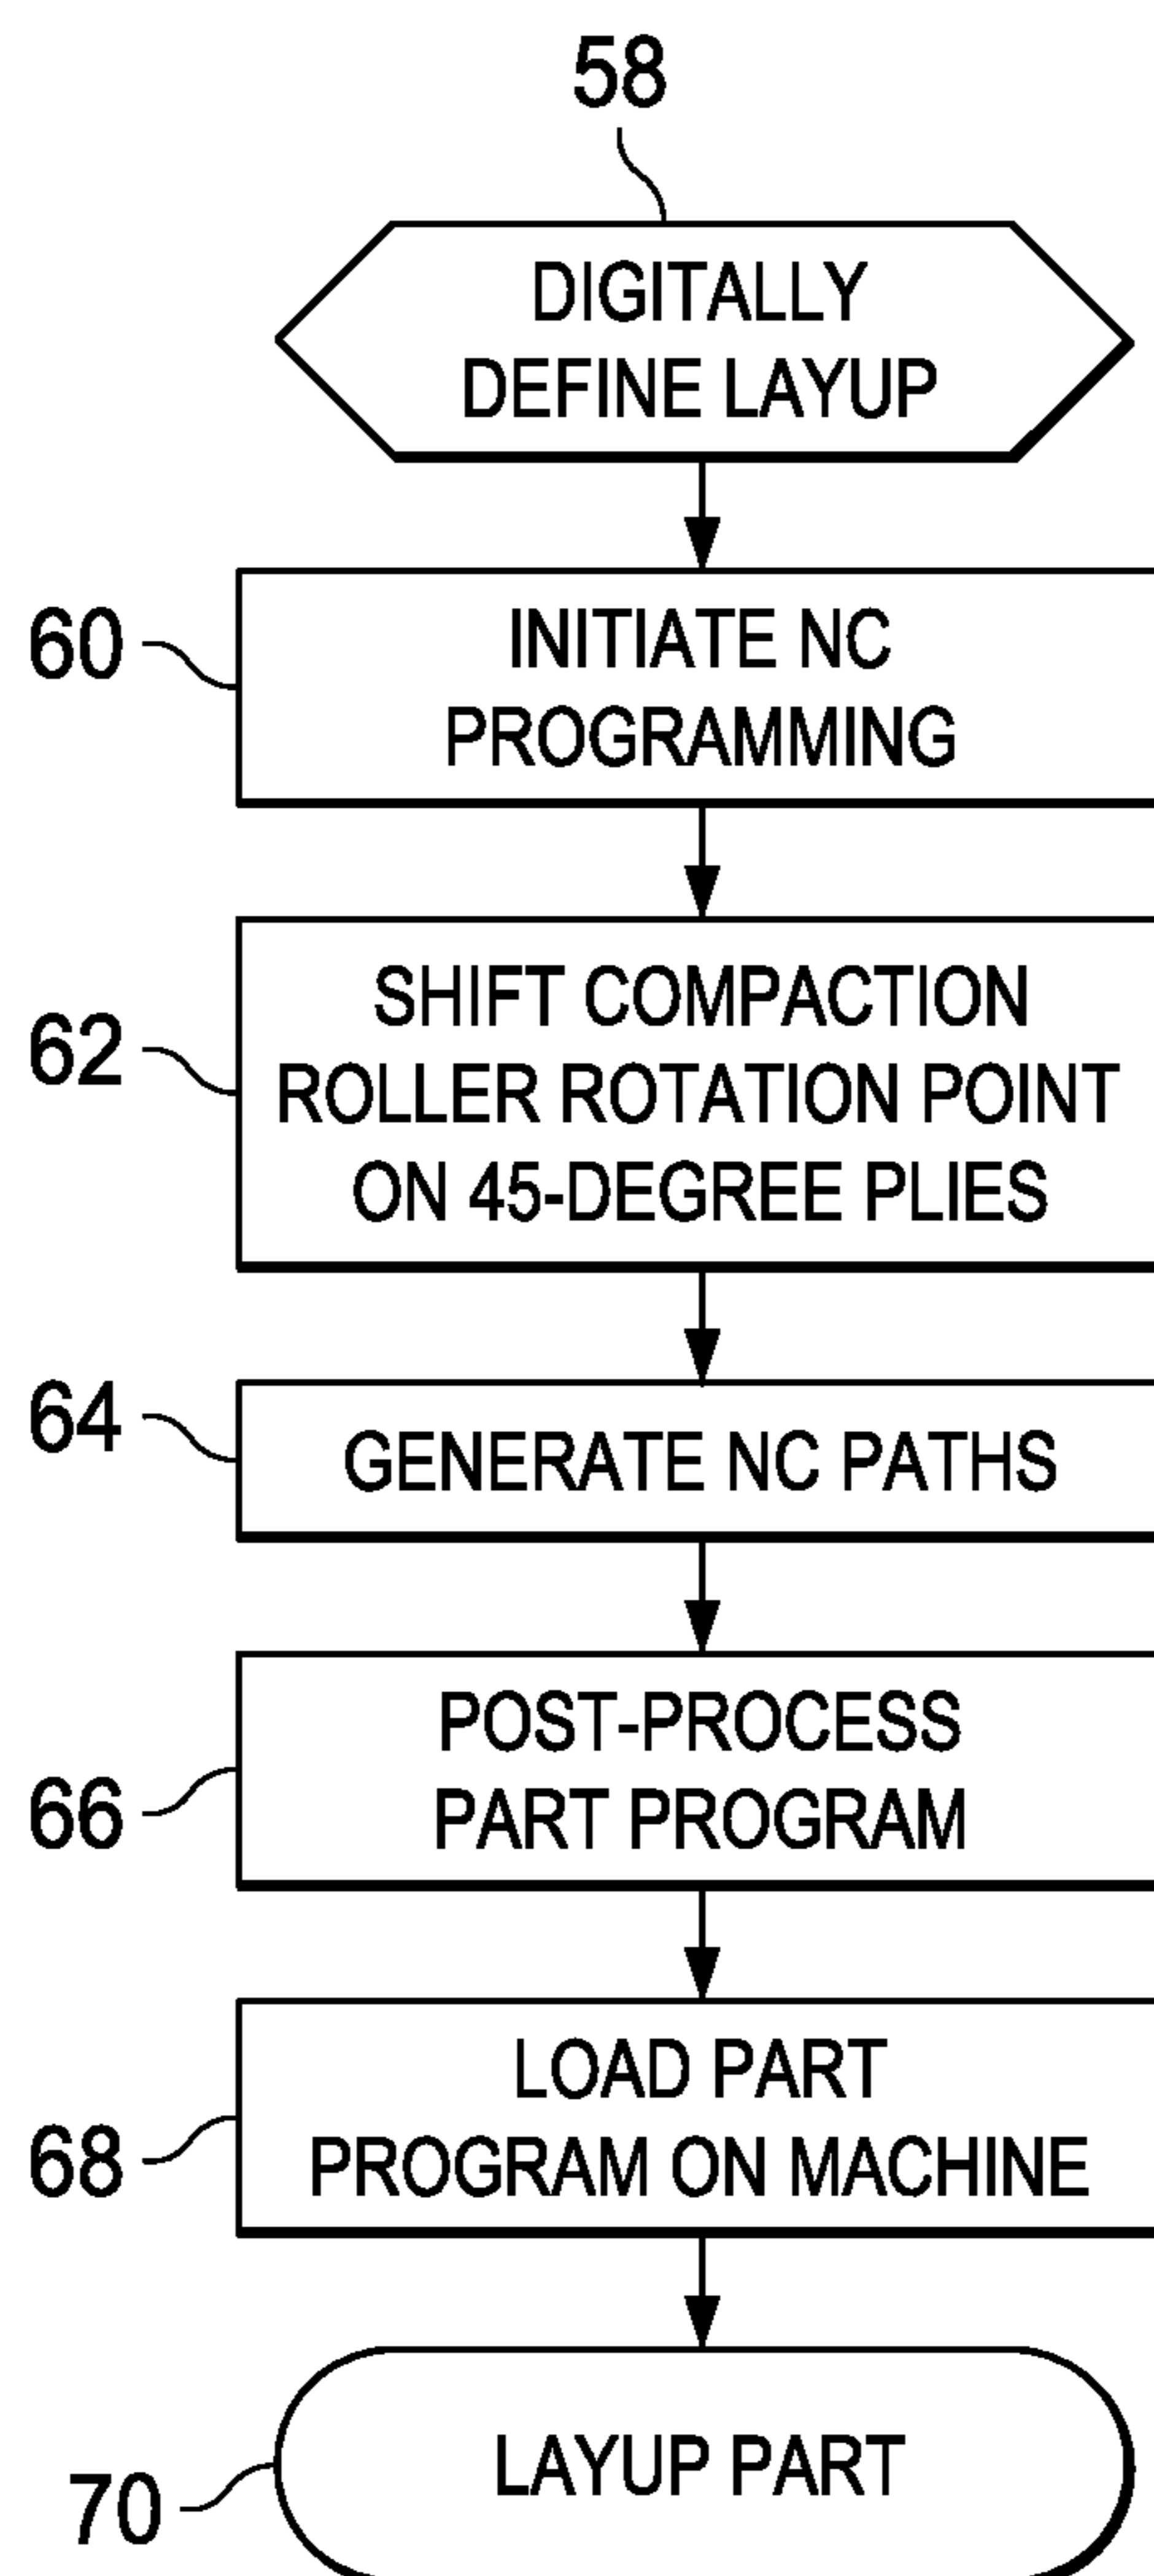 58
DIGITALLY
DEFINE LAYUP
60
INITIATE NC
PROGRAMMING
62
SHIFT COMPACTION
ROLLER ROTATION POINT
ON 45-DEGREE PLIES
64
GENERATE NC PATHS
66
POST-PROCESS
PART PROGRAM
68
LOAD PART
PROGRAM ON MACHINE
70
LAYUP PART